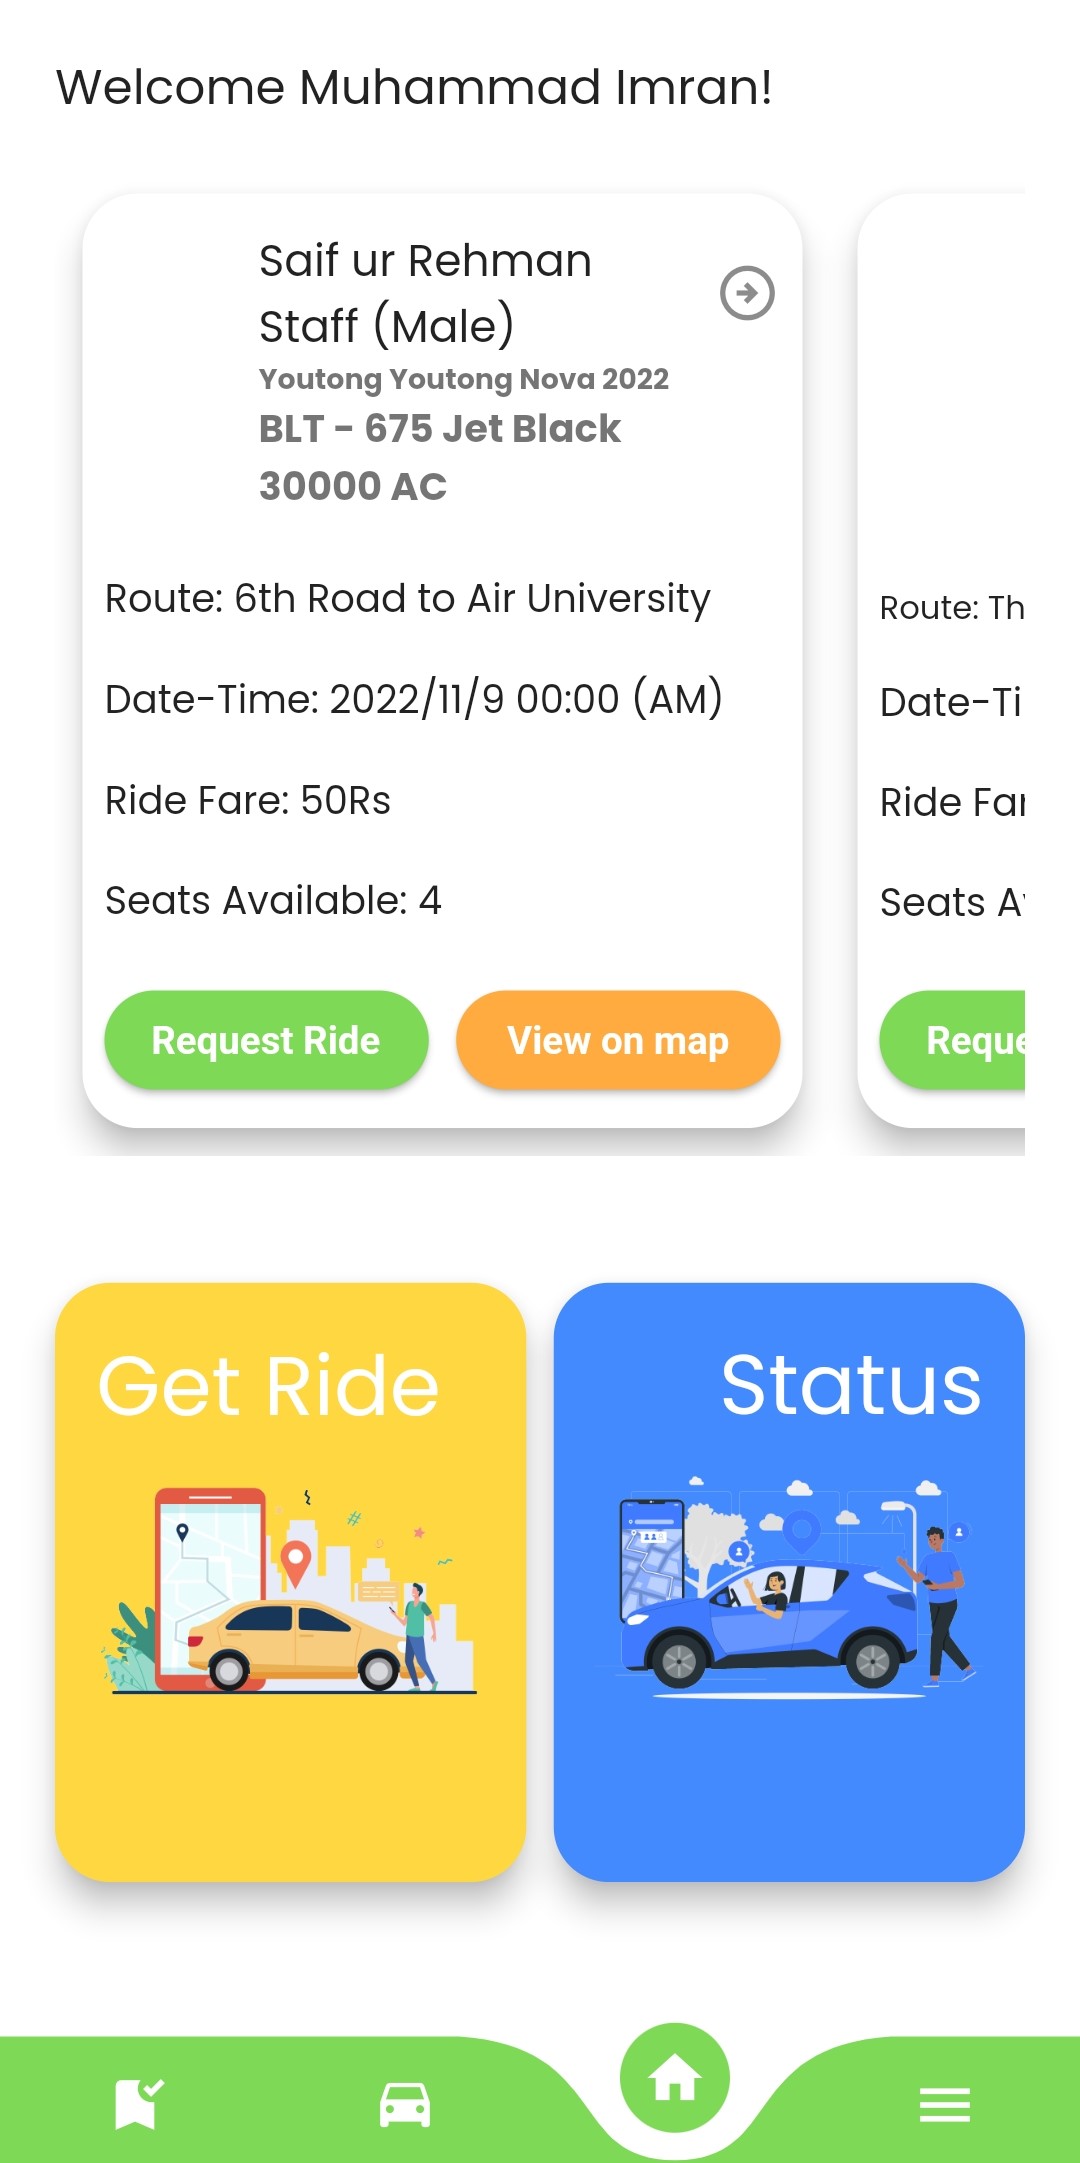 Welcome Muhammad Imran!
Saif ur Rehman
Staff (Male)
Youtong Youtong Nova 2022
BLT - 675 Jet Black
30000 AC
Route: 6th Road to Air University
Date-Time: 2022/11/9 00:00 (AM)
Ride Fare: 50Rs
Seats Available: 4
Request Ride
View on map
Route: Th
Date-Ti
Ride Far
Seats Av
Reque
Get Ride
Status